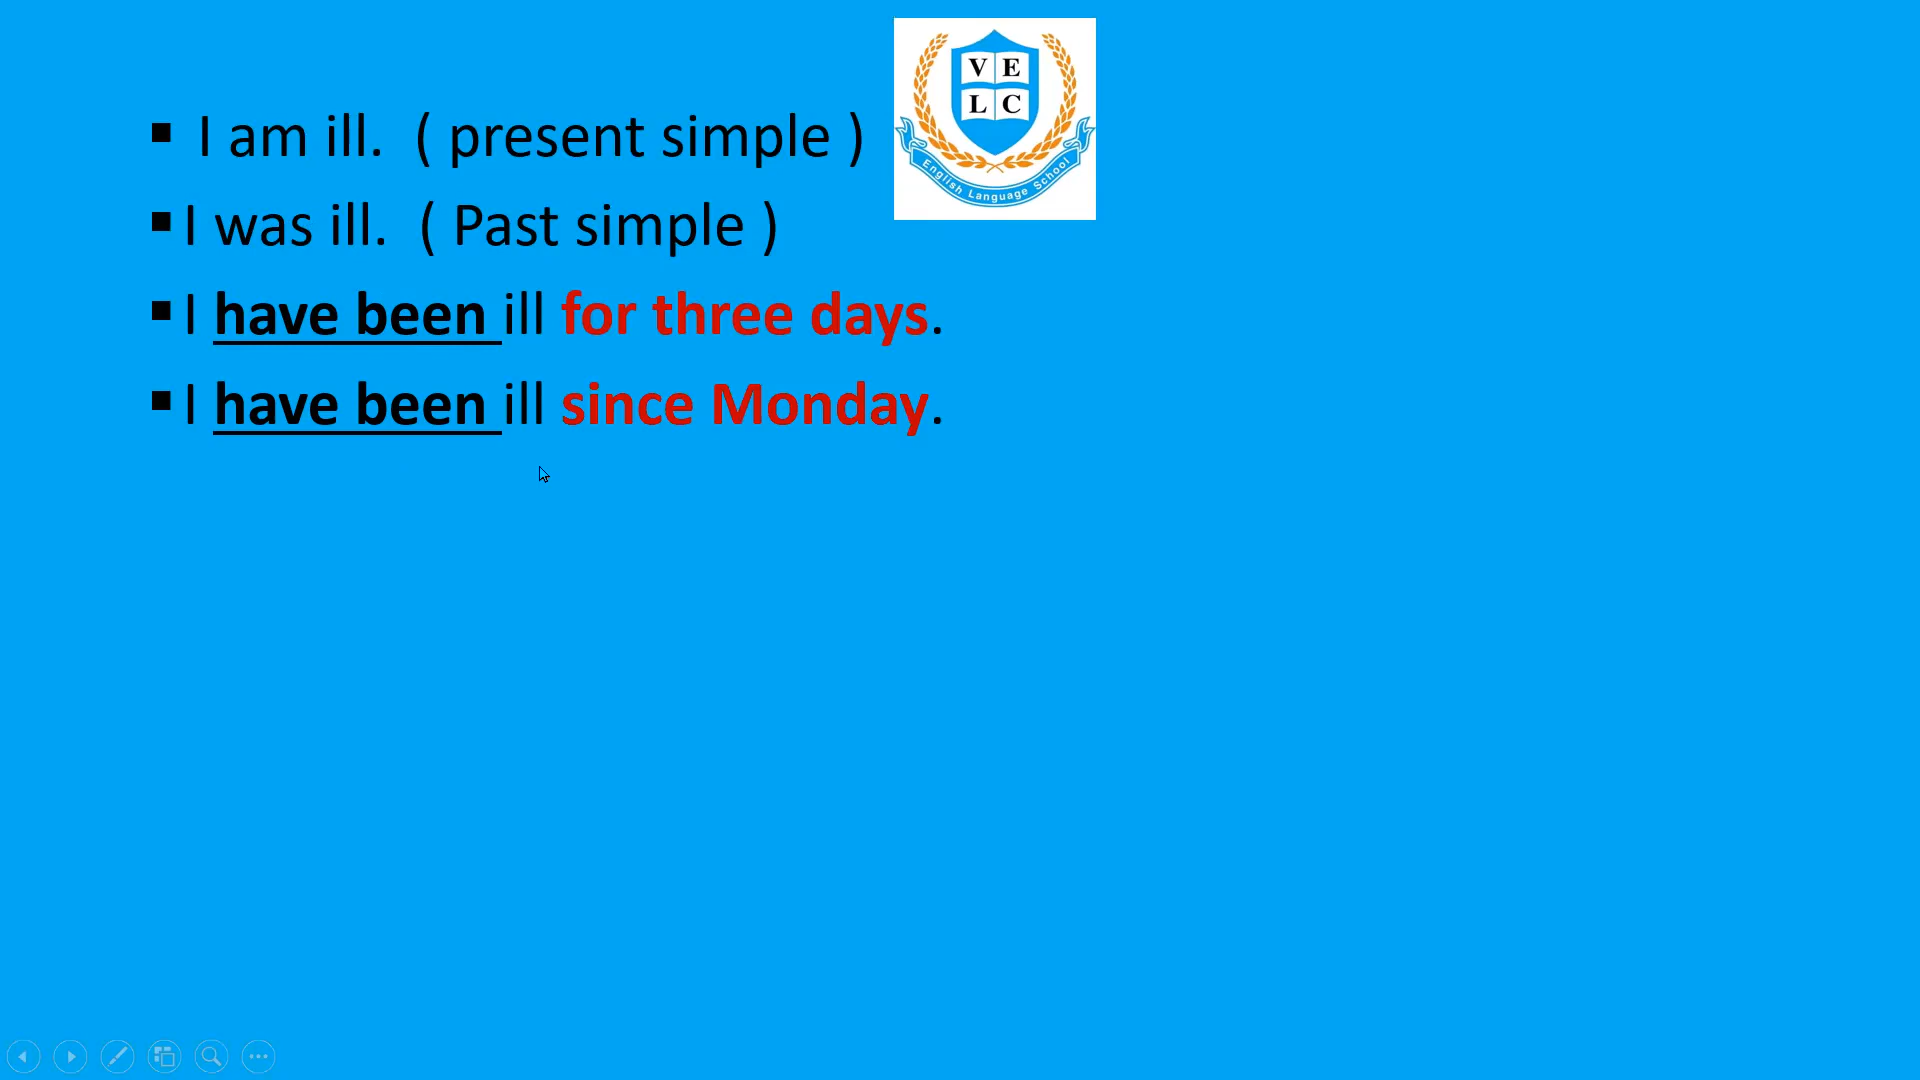 V E
L C
English Language School
▪ I am ill. ( present simple )
▪ I was ill. ( Past simple )
▪ I have been ill for three days.
▪ I have been ill since Monday.